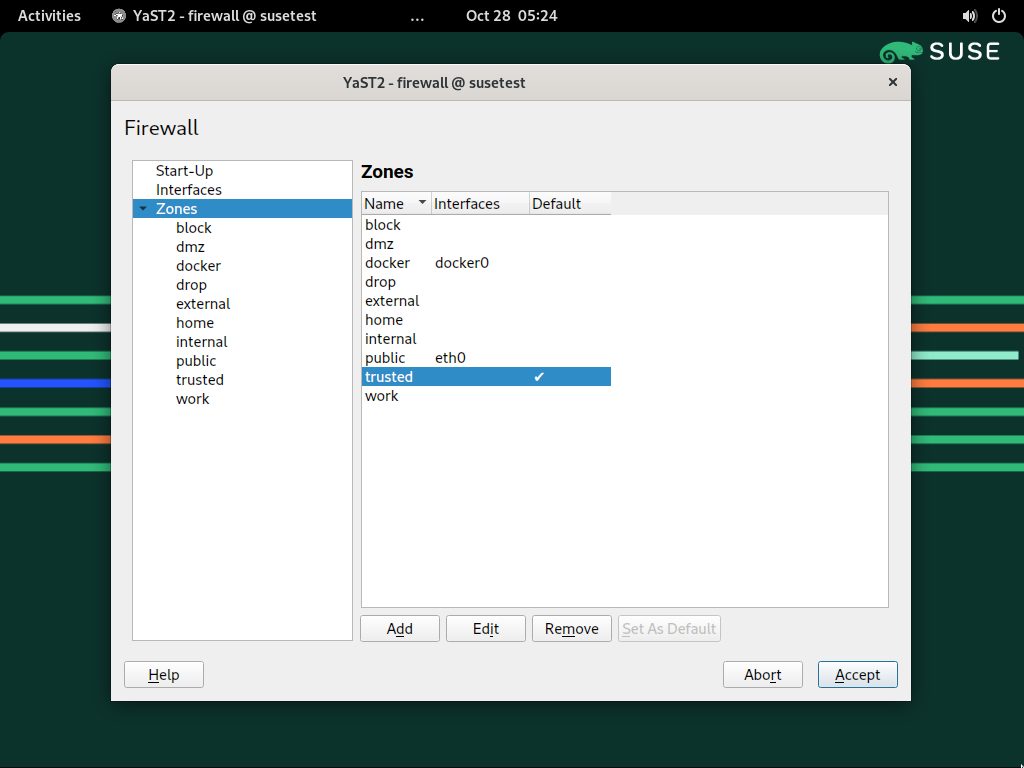 Activities YaST2 - firewall @ susetest ... Oct 28 05:24
SUSE
YaST2 - firewall @ susetest ×
Firewall
Start-Up
Interfaces
Zones
block
dmz
docker
drop
external
home
internal
public
trusted
work
Zones
Name Interfaces Default
block
dmz
docker docker0
drop
external
home
internal
public eth0
trusted ✔
work
Add Edit Remove Set As Default
Help Abort Accept